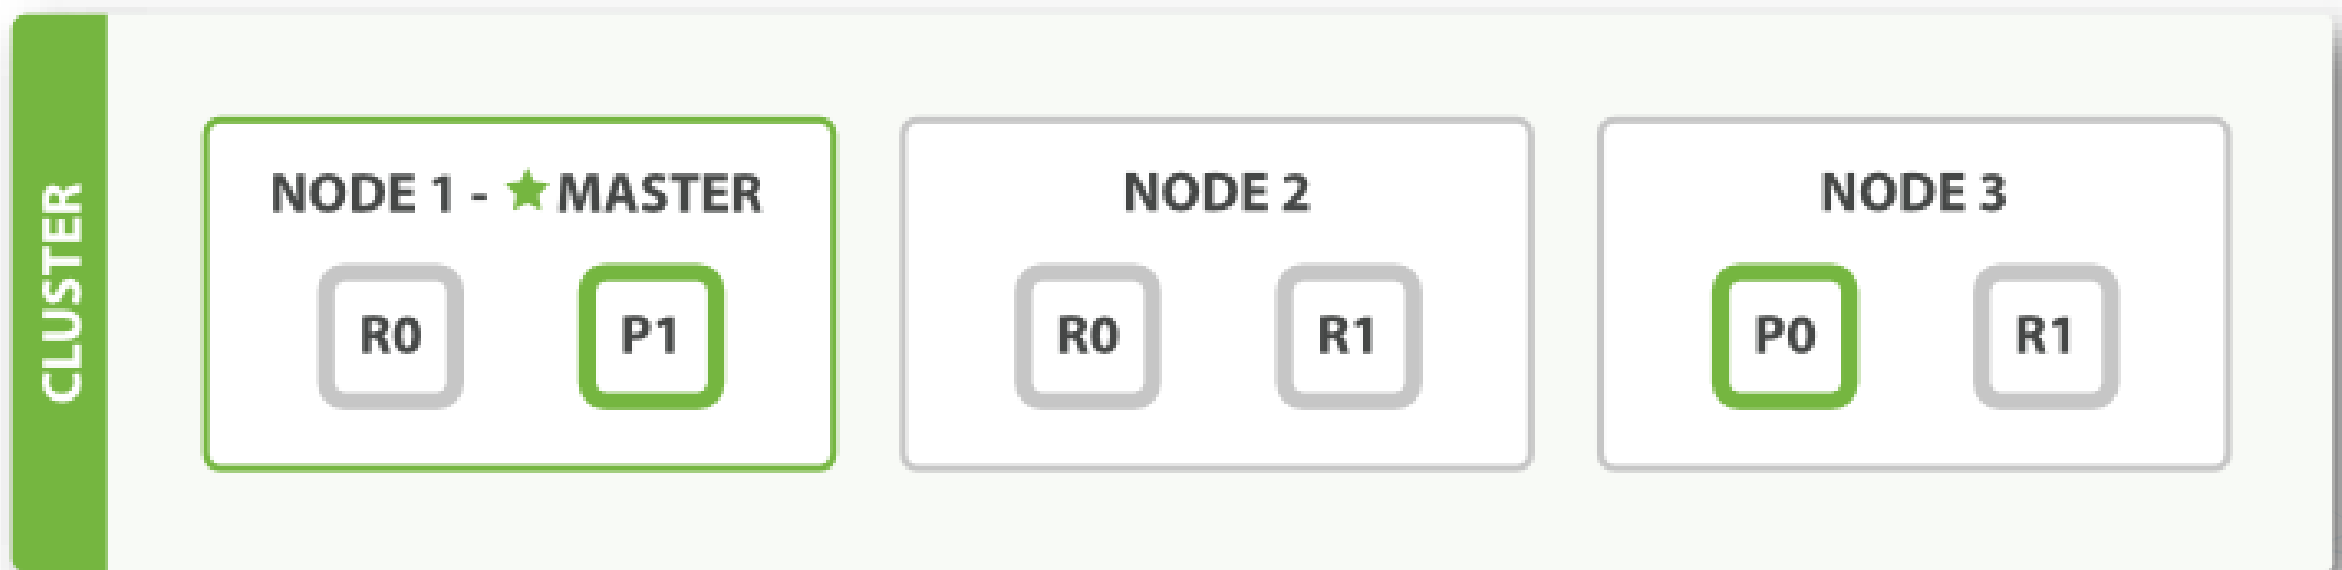 CLUSTER
NODE 1 - ★ MASTER
R0
P1
NODE 2
R0
R1
NODE 3
P0
R1